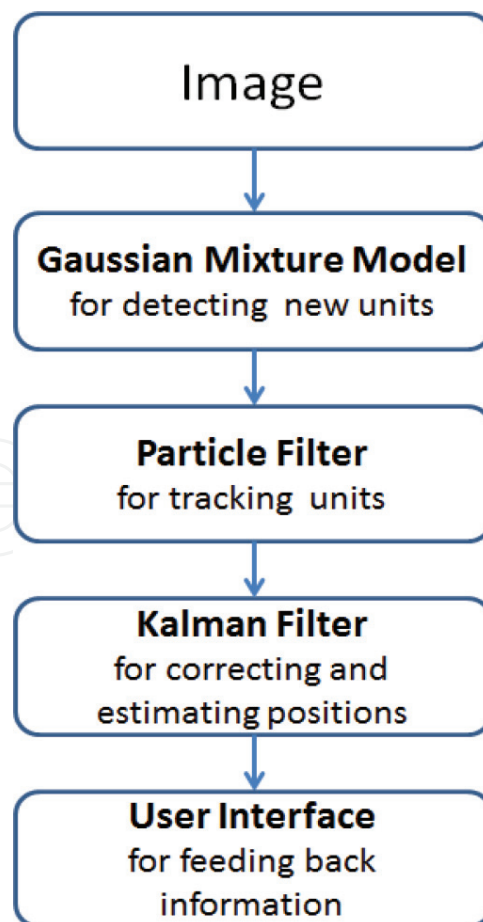 Image
Gaussian Mixture Model
for detecting new units
Particle Filter
for tracking units
Kalman Filter
for correcting and
estimating positions
User Interface
for feeding back
information